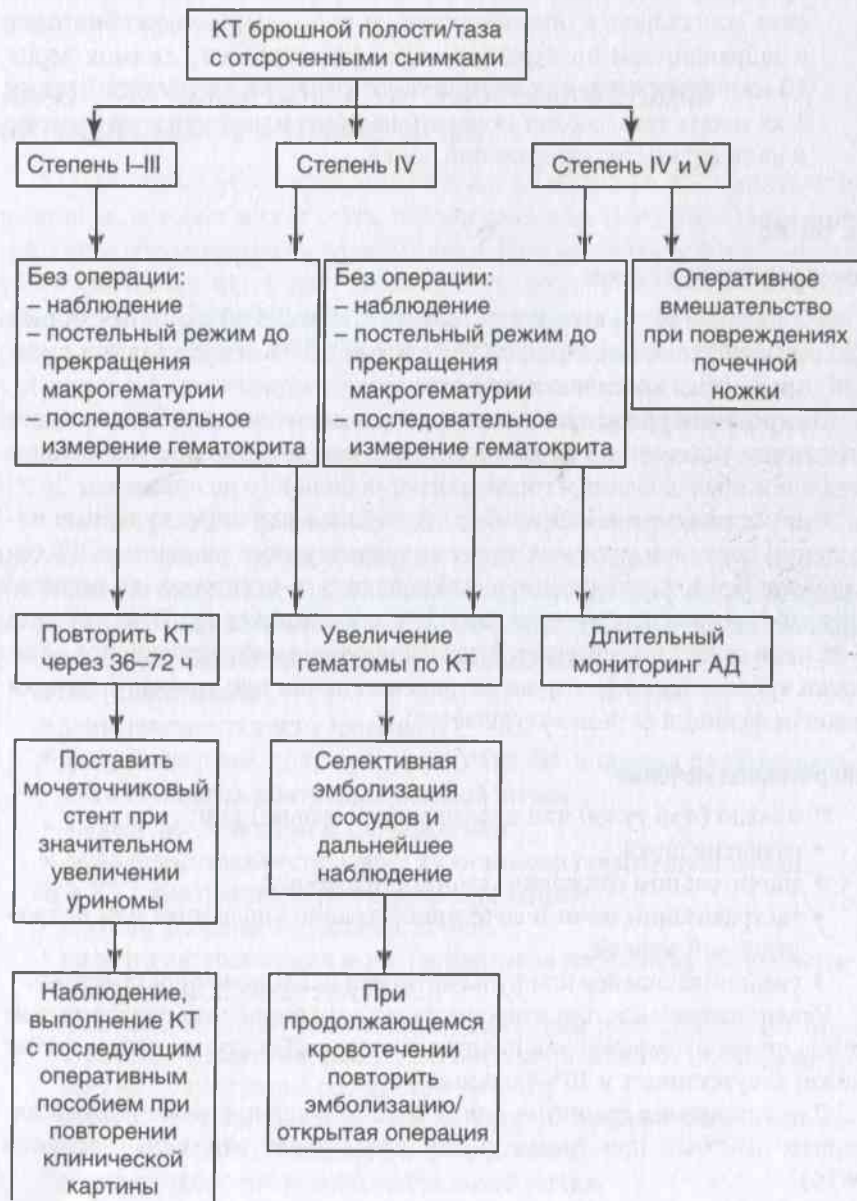 КТ брюшной полости/таза
с отсроченными снимками
Степень I–III
Степень IV
Степень IV и V
Без операции:
– наблюдение
– постельный режим до
прекращения
макрогематурии
– последовательное
измерение гематокрита
Без операции:
– наблюдение
– постельный режим до
прекращения
макрогематурии
– последовательное
измерение гематокрита
Оперативное
вмешательство
при повреждениях
почечной
ножки
Повторить КТ
через 36–72 ч
Увеличение
гематомы по КТ
Длительный
мониторинг АД
Поставить
мочеточниковый
стент при
значительном
увеличении
уриномы
Селективная
эмболизация
сосудов и
дальнейшее
наблюдение
Наблюдение,
выполнение КТ
с последующим
оперативным
пособием при
повторении
клинической
картины
При
продолжающемся
кровотечении
повторить
эмболизацию/
открытая операция